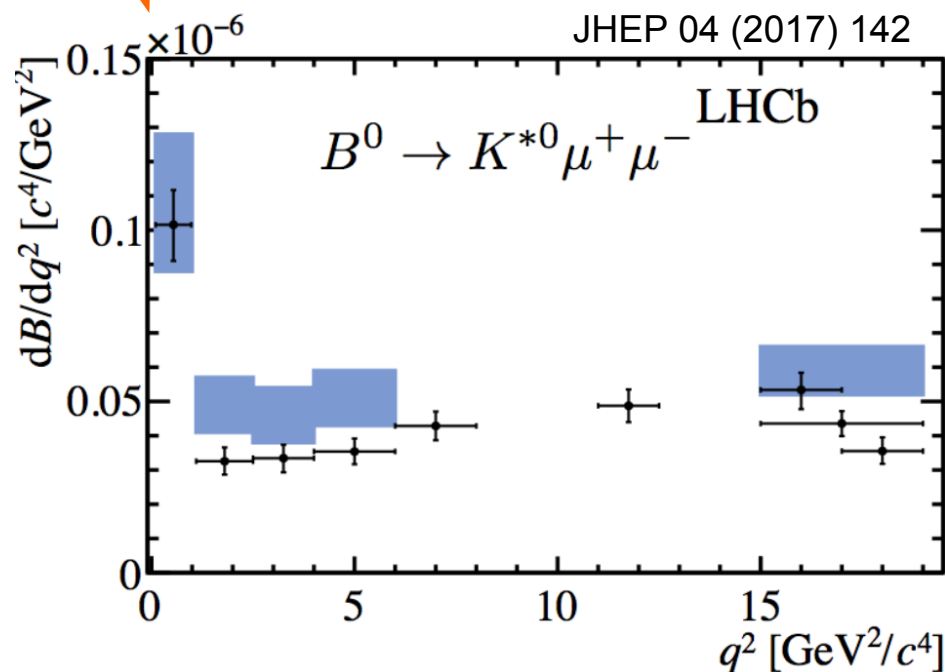 JHEP 04 (2017) 142
×10⁻⁶
LHCb
B⁰ → K*⁰μ⁺μ⁻
dB/dq² [c⁴/GeV²]
0.15
0.1
0.05
0
0 5 10 15
q² [GeV²/c⁴]